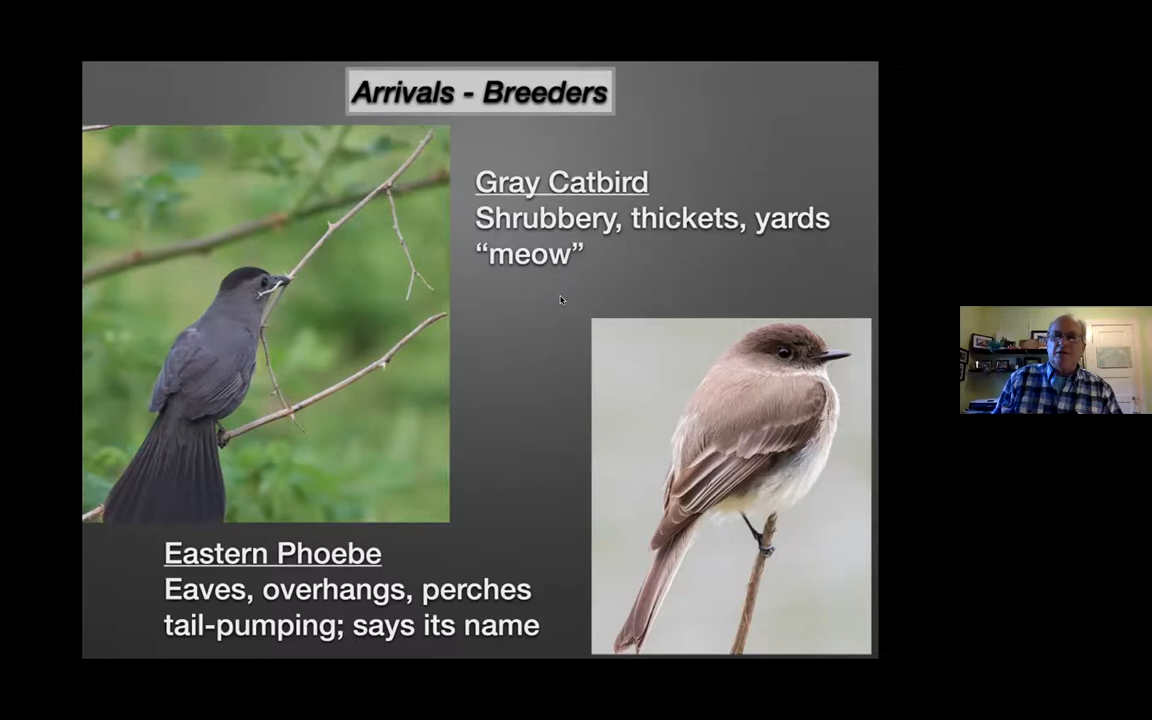 Arrivals - Breeders
Gray Catbird
Shrubbery, thickets, yards
“meow”
Eastern Phoebe
Eaves, overhangs, perches
tail-pumping; says its name